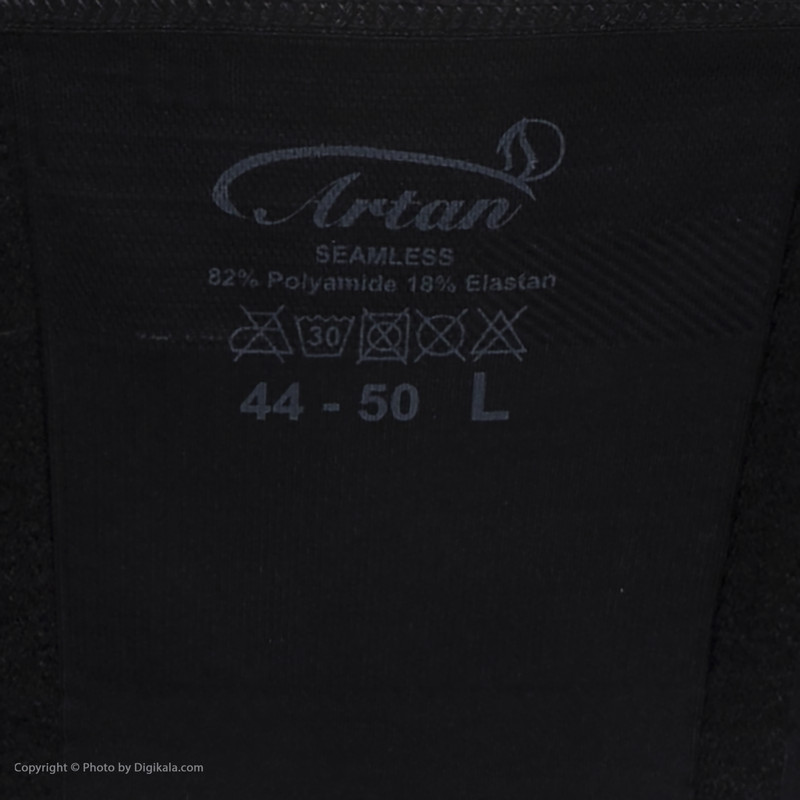 Artan
SEAMLESS
82% Polyamide 18% Elastan
30
44 - 50 L
Copyright © Photo by Digikala.com